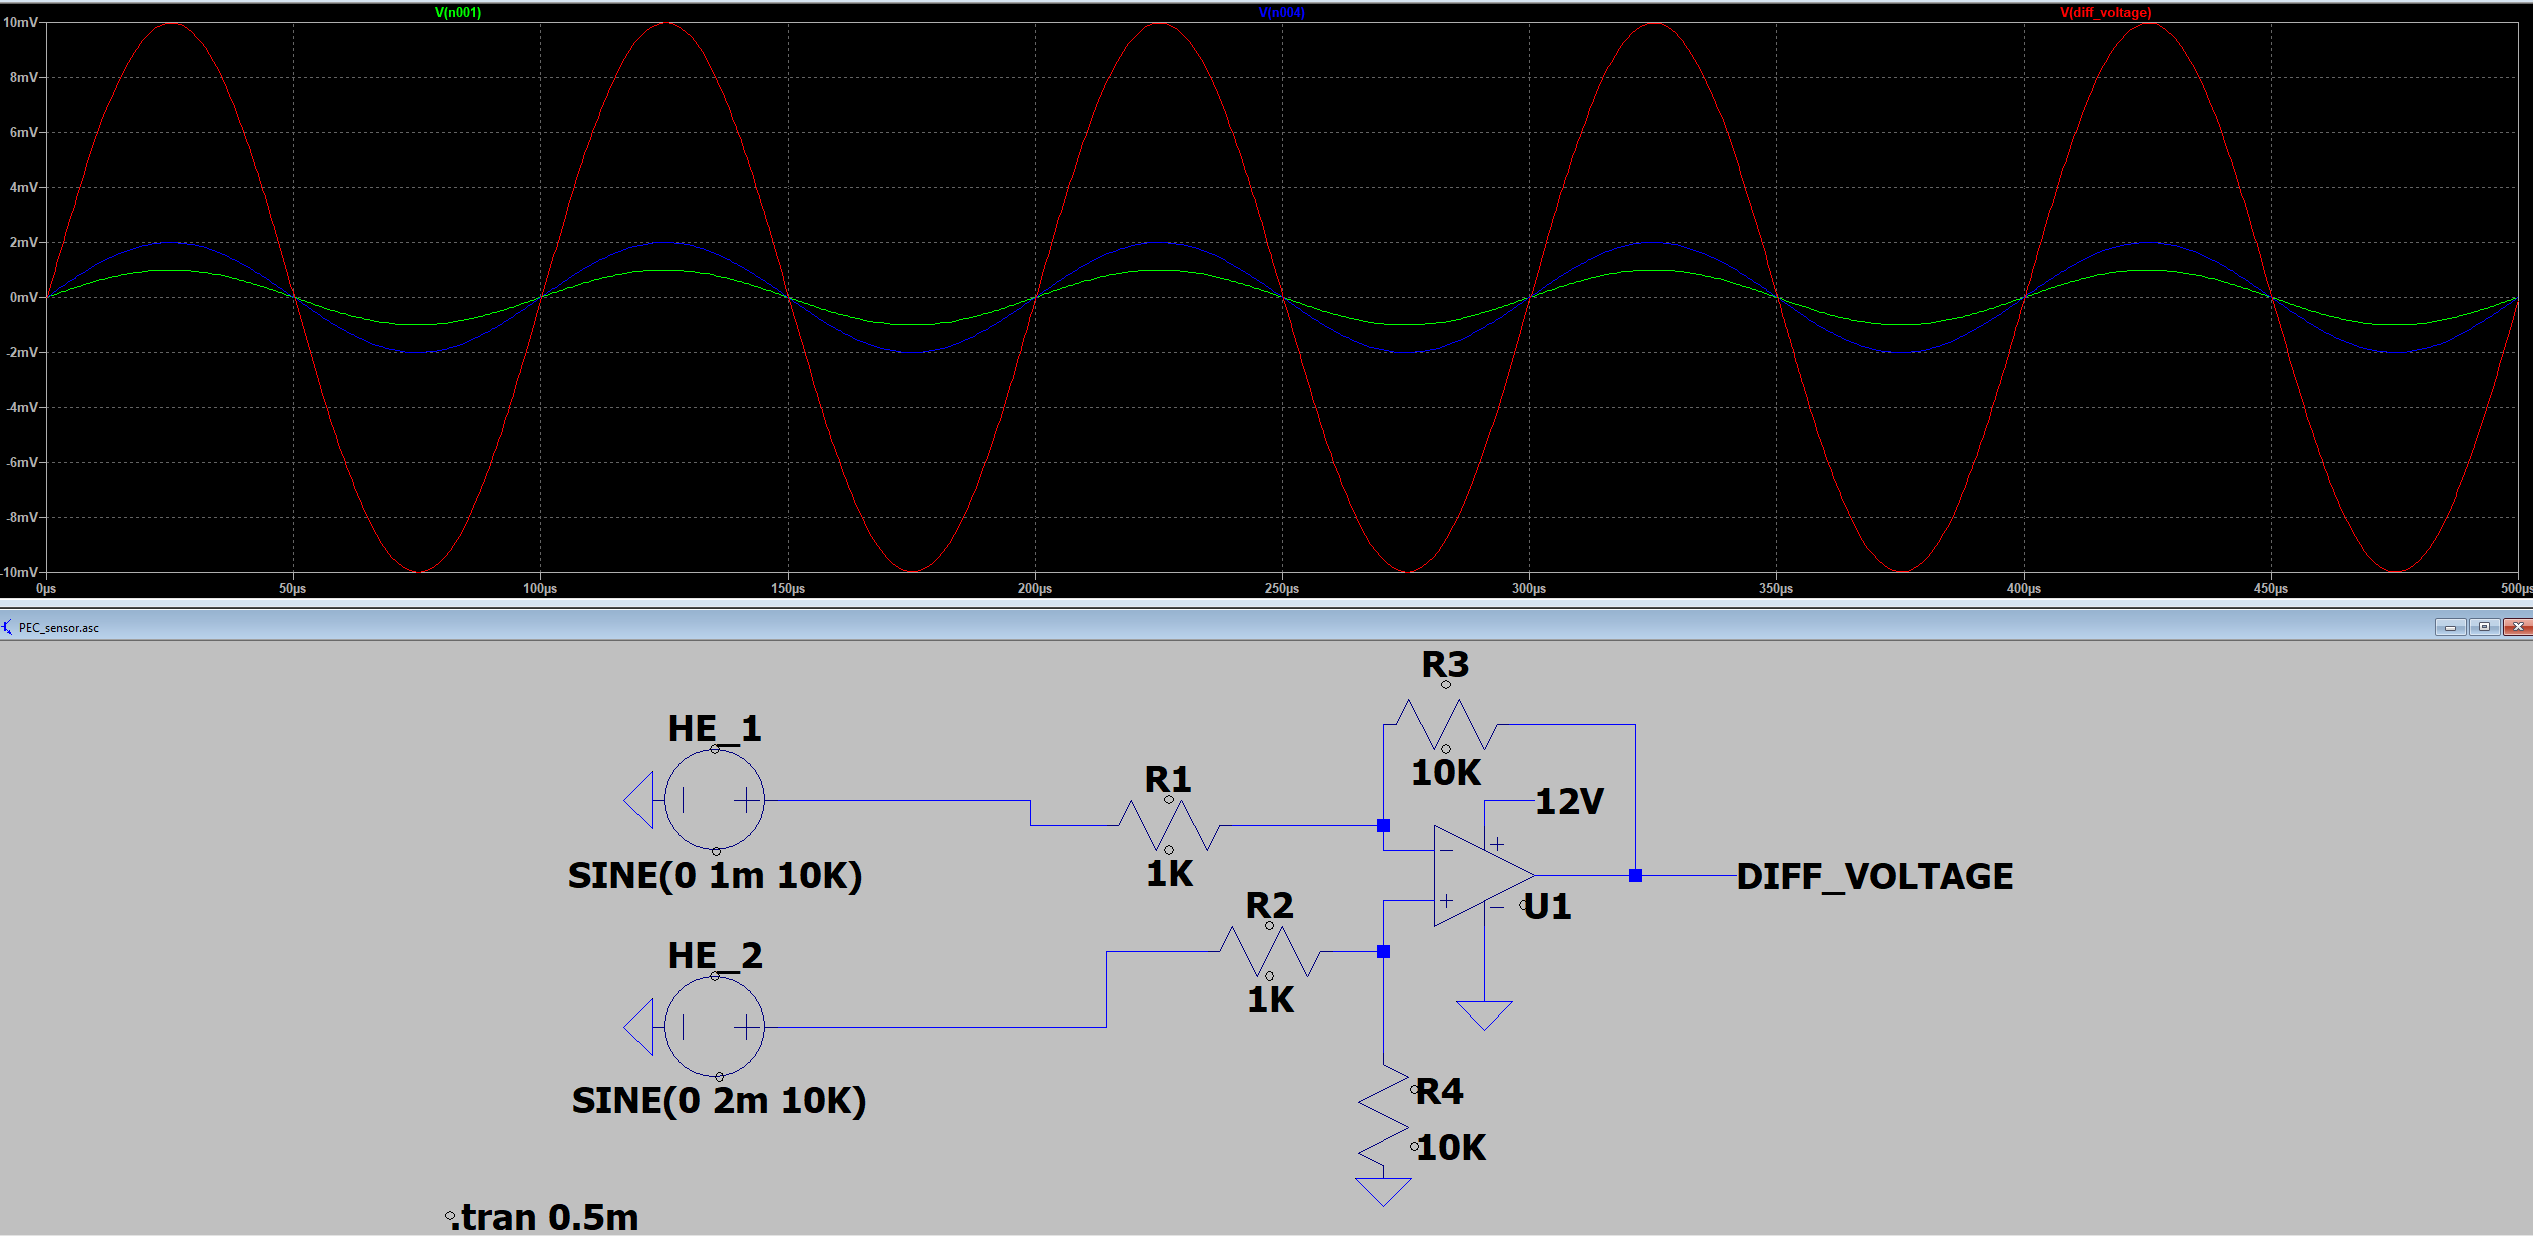 V(n001) V(n004) V(diff_voltage)
10mV
8mV
6mV
4mV
2mV
0mV
-2mV
-4mV
-6mV
-8mV
-10mV
0µs 50µs 100µs 150µs 200µs 250µs 300µs 350µs 400µs 450µs 500µs
PEC_sensor.asc
R3
10K
HE_1
SINE(0 1m 10K)
R1
1K
12V
DIFF_VOLTAGE
U1
R2
1K
HE_2
SINE(0 2m 10K)
R4
10K
.tran 0.5m